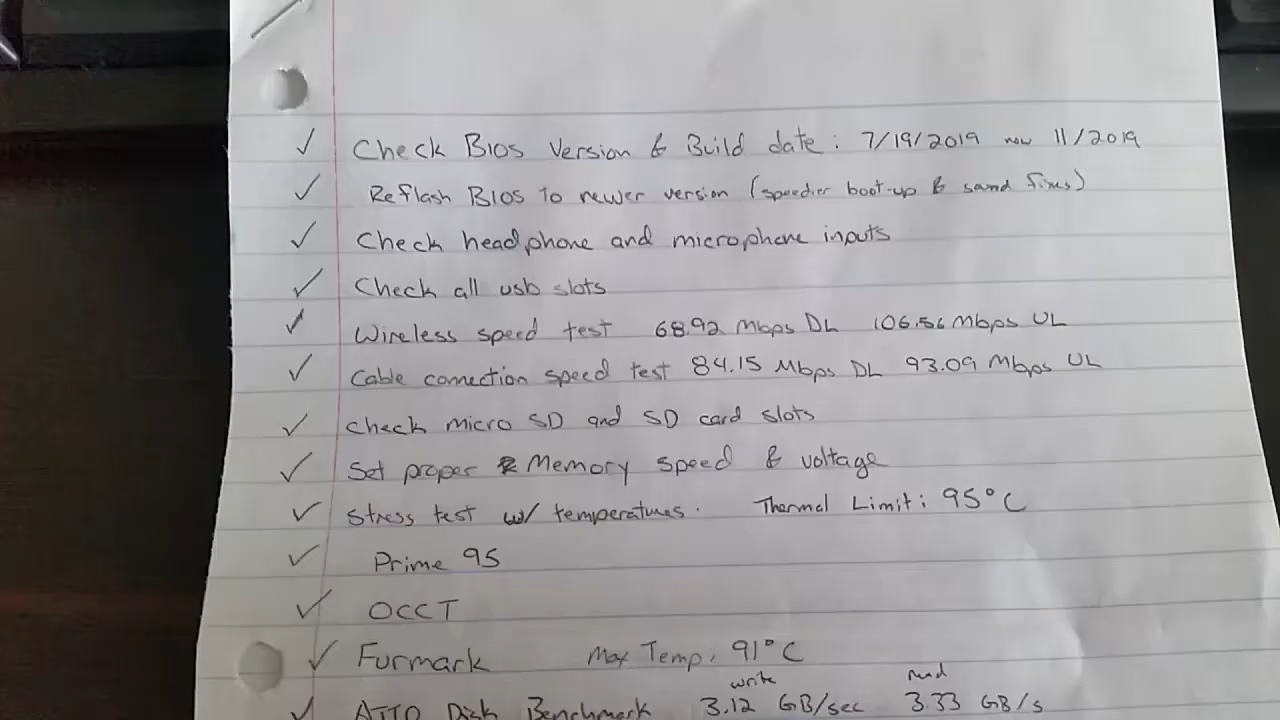 ✓ Check Bios Version & Build date: 7/19/2019 now 11/2019
✓ Reflash BIOS to newer version (speedier boot-up & sound fixes)
✓ Check headphone and microphone inputs
✓ Check all usb slots
✓ Wireless speed test 68.92 Mbps DL 106.56 Mbps UL
✓ Cable connection speed test 84.15 Mbps DL 93.09 Mbps UL
✓ Check micro SD and SD card slots
✓ Set proper Memory speed & voltage
✓ Stress test w/ temperatures. Thermal Limit: 95°C
✓ Prime 95
✓ OCCT
✓ Furmark Max Temp: 91°C
write read
✓ ATTO Disk Benchmark 3.12 GB/sec 3.33 GB/s